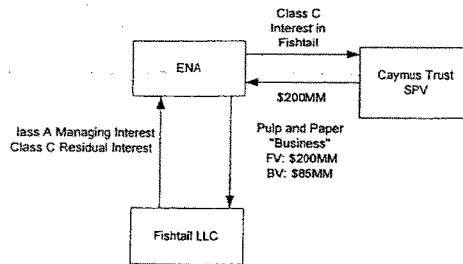 Class C
Interest in
Fishtail
ENA
Caymus Trust
SPV
$200MM
lass A Managing Interest
Class C Residual Interest
Pulp and Paper
"Business"
FV: $200MM
BV: $85MM
Fishtail LLC